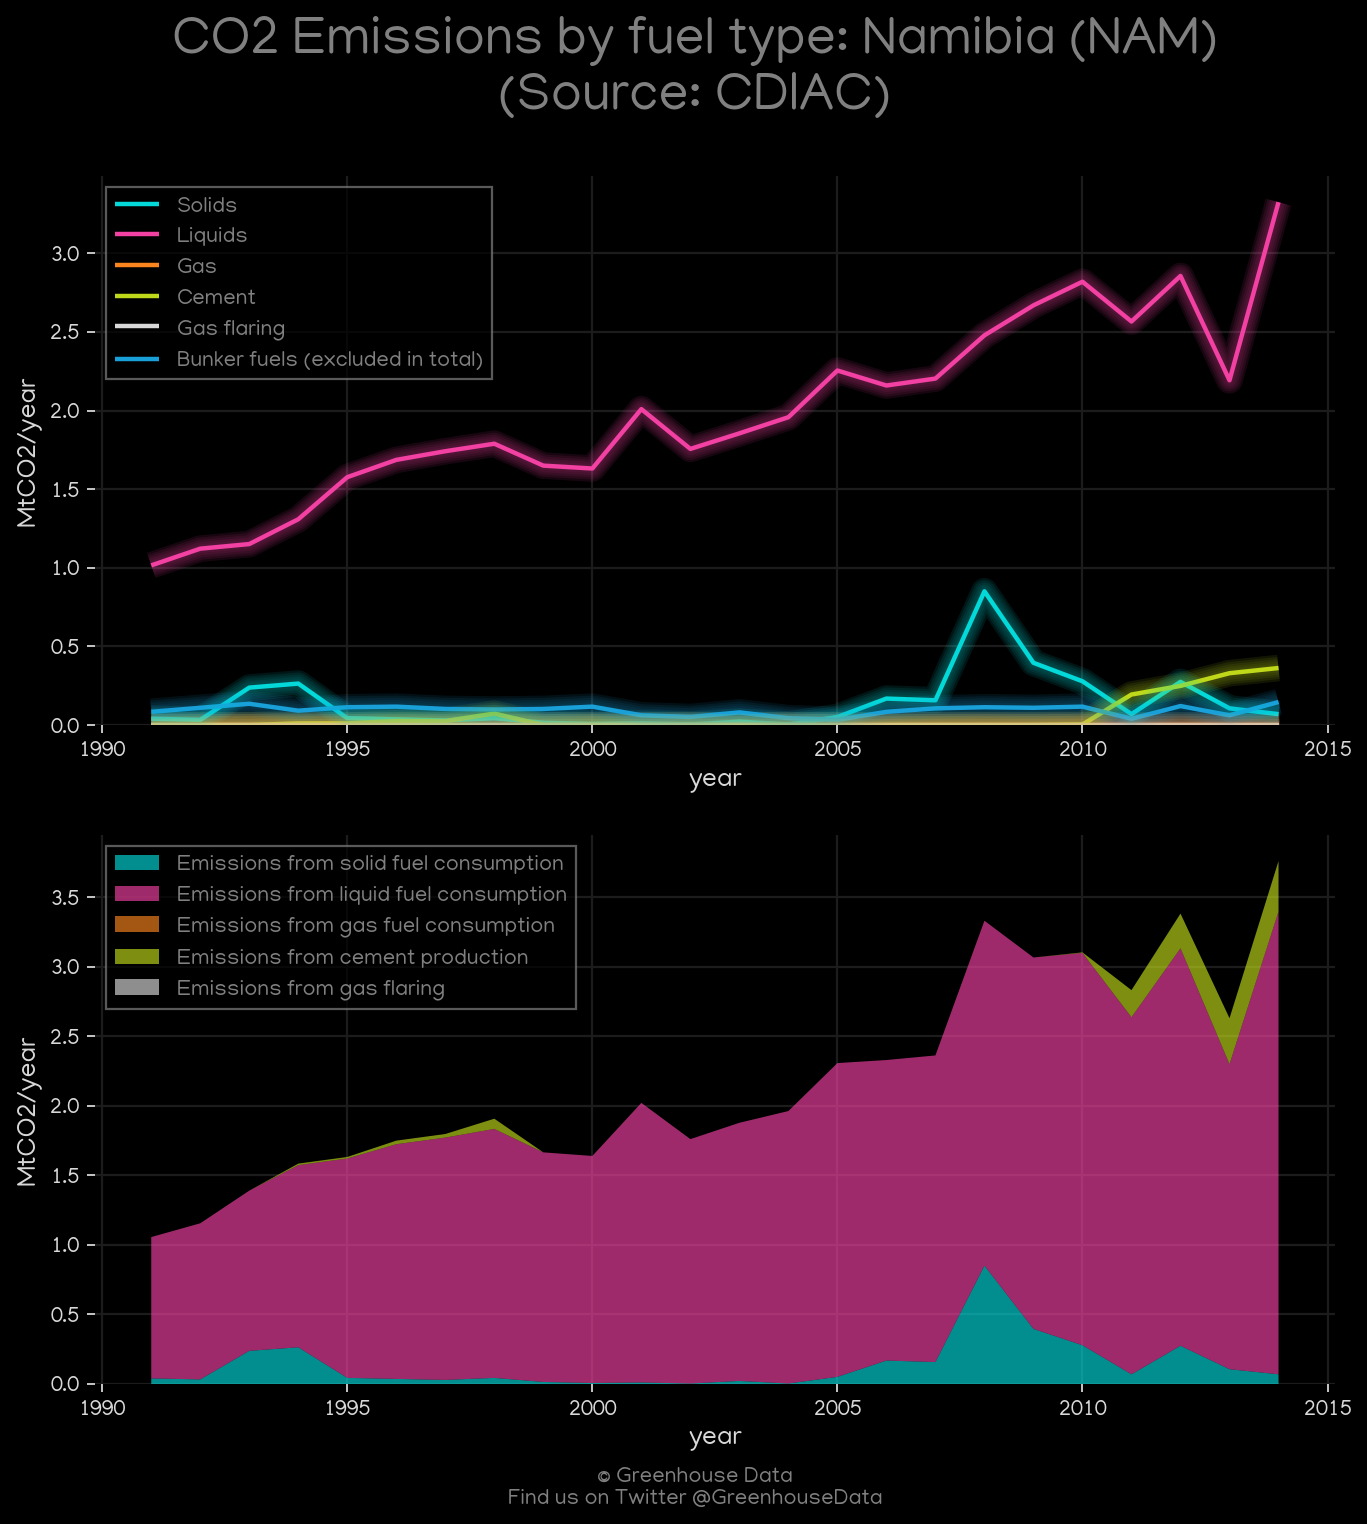 CO2 Emissions by fuel type: Namibia (NAM)
(Source: CDIAC)
Solids
Liquids
Gas
Cement
Gas flaring
Bunker fuels (excluded in total)
MtCO2/year
3.0
2.5
2.0
1.5
1.0
0.5
0.0
1990 1995 2000 2005 2010 2015
year
Emissions from solid fuel consumption
Emissions from liquid fuel consumption
Emissions from gas fuel consumption
Emissions from cement production
Emissions from gas flaring
MtCO2/year
3.5
3.0
2.5
2.0
1.5
1.0
0.5
0.0
1990 1995 2000 2005 2010 2015
year
© Greenhouse Data
Find us on Twitter @GreenhouseData